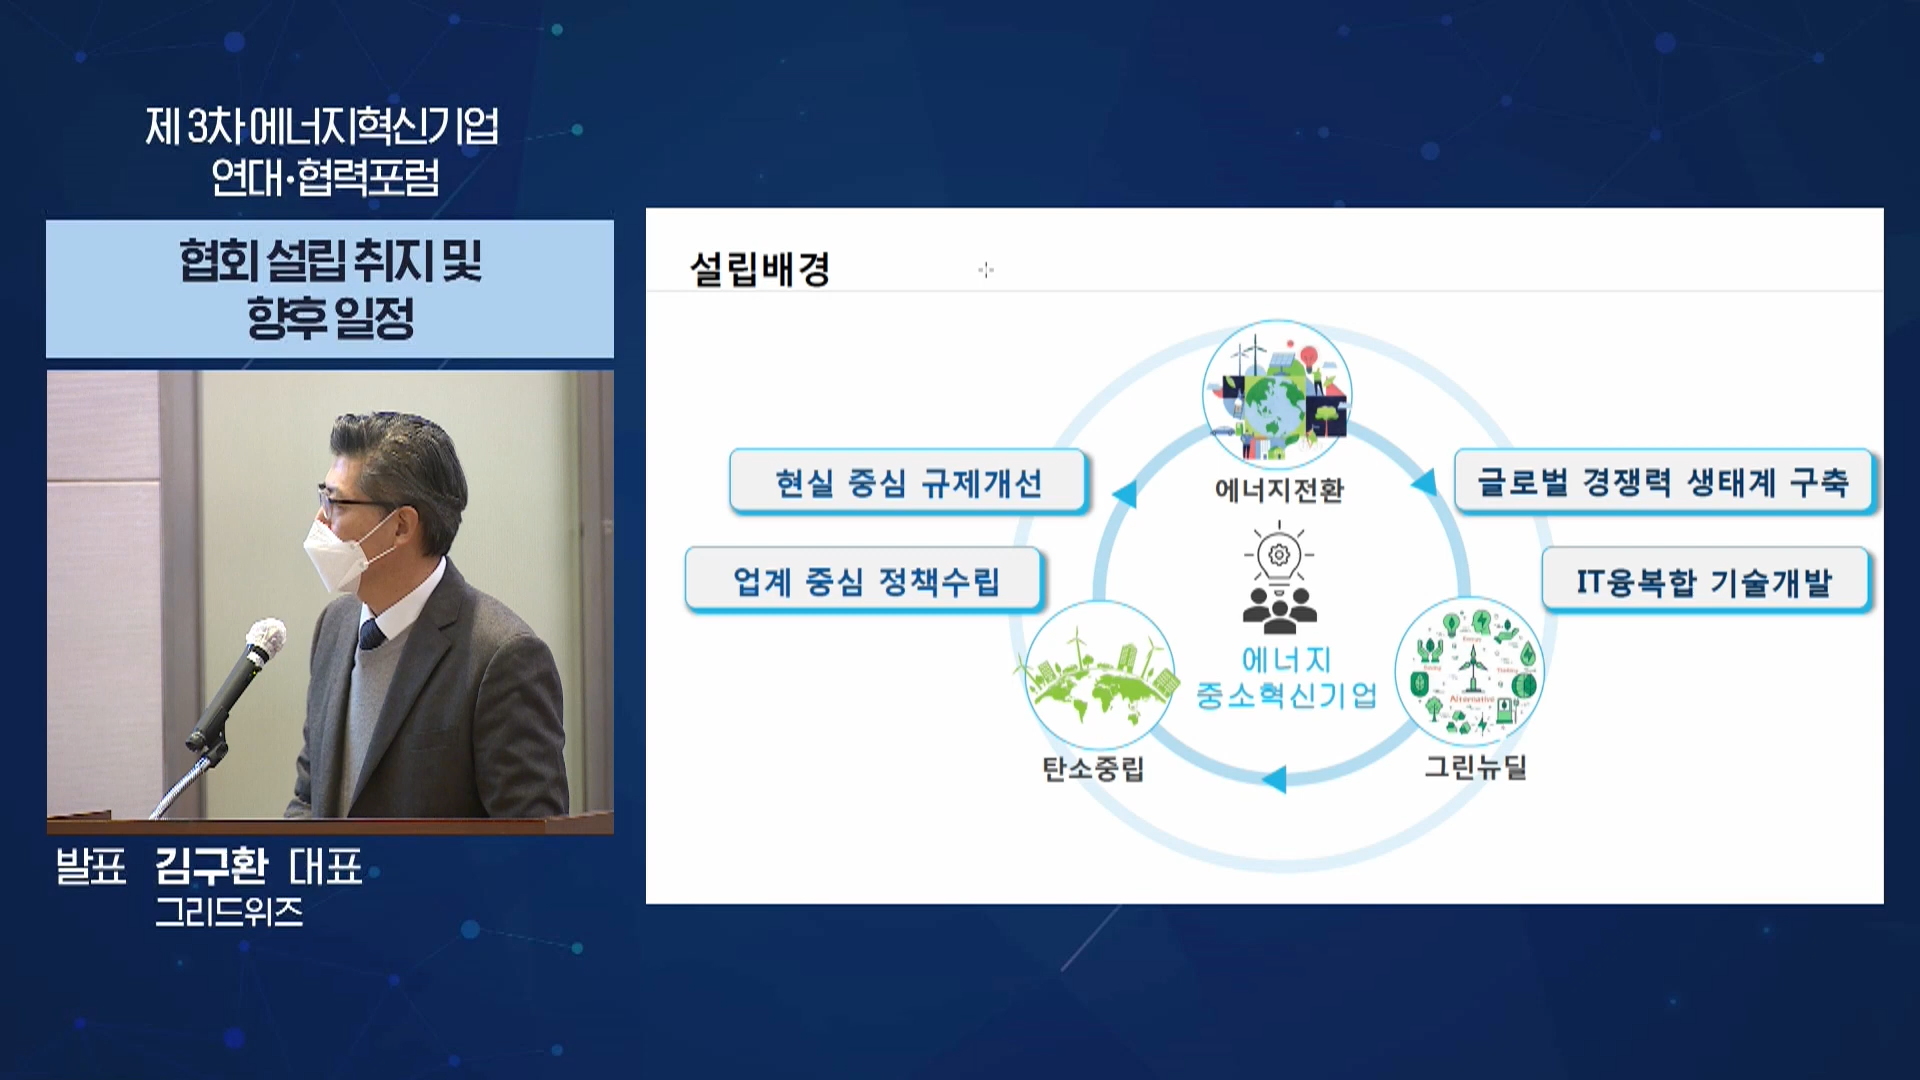 제 3차 에너지혁신기업
연대·협력포럼
협회 설립 취지 및
향후 일정
발표 김구환 대표
그리드위즈
설립배경
에너지전환
현실 중심 규제개선
글로벌 경쟁력 생태계 구축
업계 중심 정책수립
IT융복합 기술개발
에너지
중소혁신기업
탄소중립
그린뉴딜
Alternative